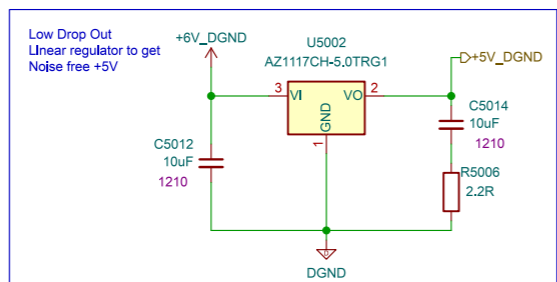 Low Drop Out
LInear regulator to get
Noise free +5V
+6V_DGND
U5002
AZ1117CH-5.0TRG1
+5V_DGND
3
VI
VO
2
GND
1
C5012
10uF
1210
C5014
10uF
1210
R5006
2.2R
0
DGND